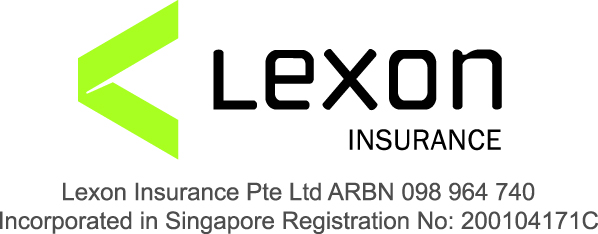 Lexon
INSURANCE
Lexon Insurance Pte Ltd ARBN 098 964 740
Incorporated in Singapore Registration No: 200104171C